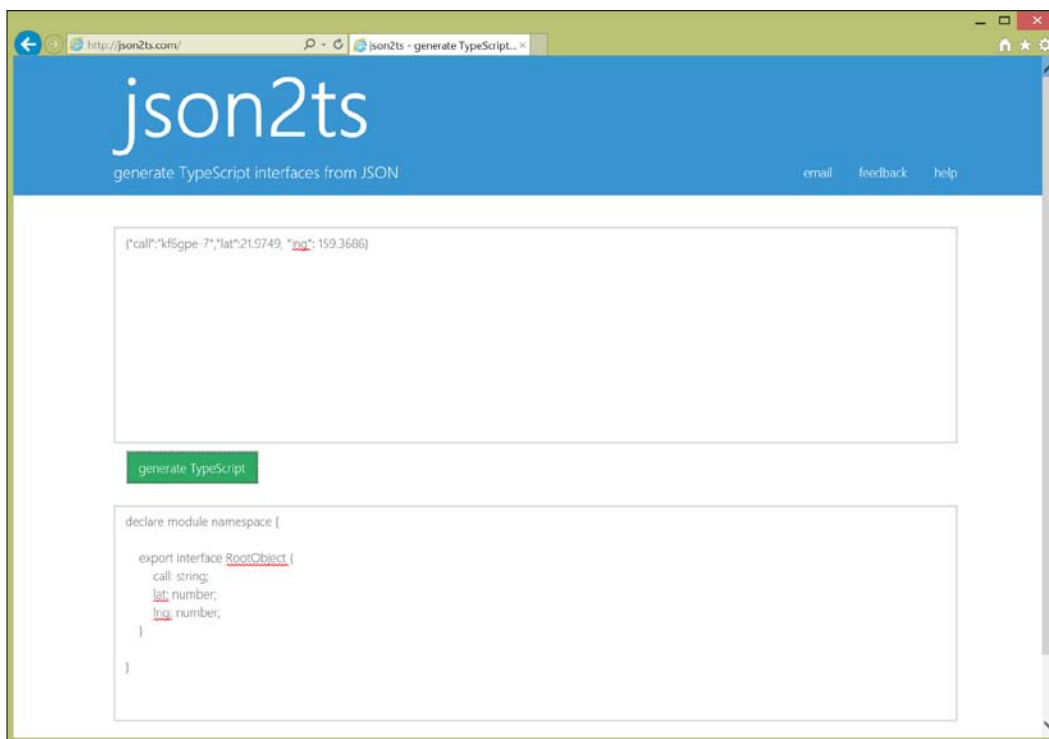 http://json2ts.com/
json2ts - generate TypeScript...
json2ts
generate TypeScript interfaces from JSON
email feedback help
{"call":"kf6gpe-7","lat":21.9749, "lng": 159.3686}
generate TypeScript
declare module namespace {
export interface RootObject {
call: string;
lat: number;
lng: number;
}
}